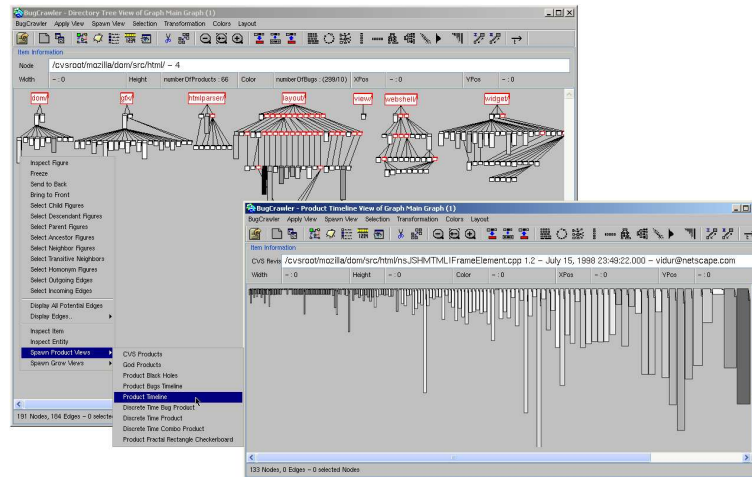 BugCrawler - Directory Tree View of Graph Main Graph (1)
BugCrawler Apply View Spawn View Selection Transformation Colors Layout
Item Information
Node /cvsroot/mozilla/dom/src/html/ - 4
Width - : 0 Height numberOfProducts : 66 Color numberOfBugs : (299/10) XPos - : 0 YPos - : 0
dom/ gfx/ htmlparser/ layout/ view/ webshell/ widget/
Inspect Figure
Freeze
Send to Back
Bring to Front
Select Child Figures
Select Descendant Figures
Select Parent Figures
Select Ancestor Figures
Select Neighbor Figures
Select Transitive Neighbors
Select Homonym Figures
Select Outgoing Edges
Select Incoming Edges
Display All Potential Edges
Display Edges..
Inspect Item
Inspect Entity
Spawn Product Views
Spawn Grow Views
CVS Products
God Products
Product Black Holes
Product Bugs Timeline
Product Timeline
Discrete Time Bug Product
Discrete Time Product
Discrete Time Combo Product
Product Fractal Rectangle Checkerboard
191 Nodes, 184 Edges - 0 selecte
BugCrawler - Product Timeline View of Graph Main Graph (1)
BugCrawler Apply View Spawn View Selection Transformation Colors Layout
Item Information
CVS Revis /cvsroot/mozilla/dom/src/html/nsJSHMTMLIFrameElement.cpp 1.2 - July 15, 1998 23:49:22.000 - vidur@netscape.com
Width - : 0 Height - : 0 Color - : 0 XPos - : 0 YPos - : 0
133 Nodes, 0 Edges - 0 selected Nodes